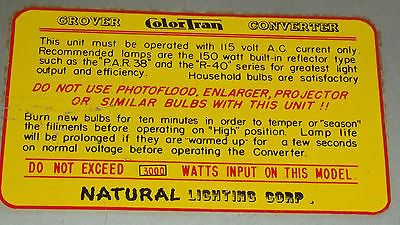 GROVER ColorTran CONVERTER
This unit must be operated with 115 volt A.C. current only.
Recommended lamps are the 150 watt built-in reflector type
such as the "P.A.R. 38" and the "R-40" series for greatest light
output and efficiency. Household bulbs are satisfactory
DO NOT USE PHOTOFLOOD, ENLARGER, PROJECTOR
OR SIMILAR BULBS WITH THIS UNIT !!
Burn new bulbs for ten minutes in order to temper or "season"
the filiments before operating on "High" position. Lamp life
will be prolonged if they are "warmed-up" for a few seconds
on normal voltage before operating the Converter.
DO NOT EXCEED 3000 WATTS INPUT ON THIS MODEL
NATURAL LIGHTING CORP.